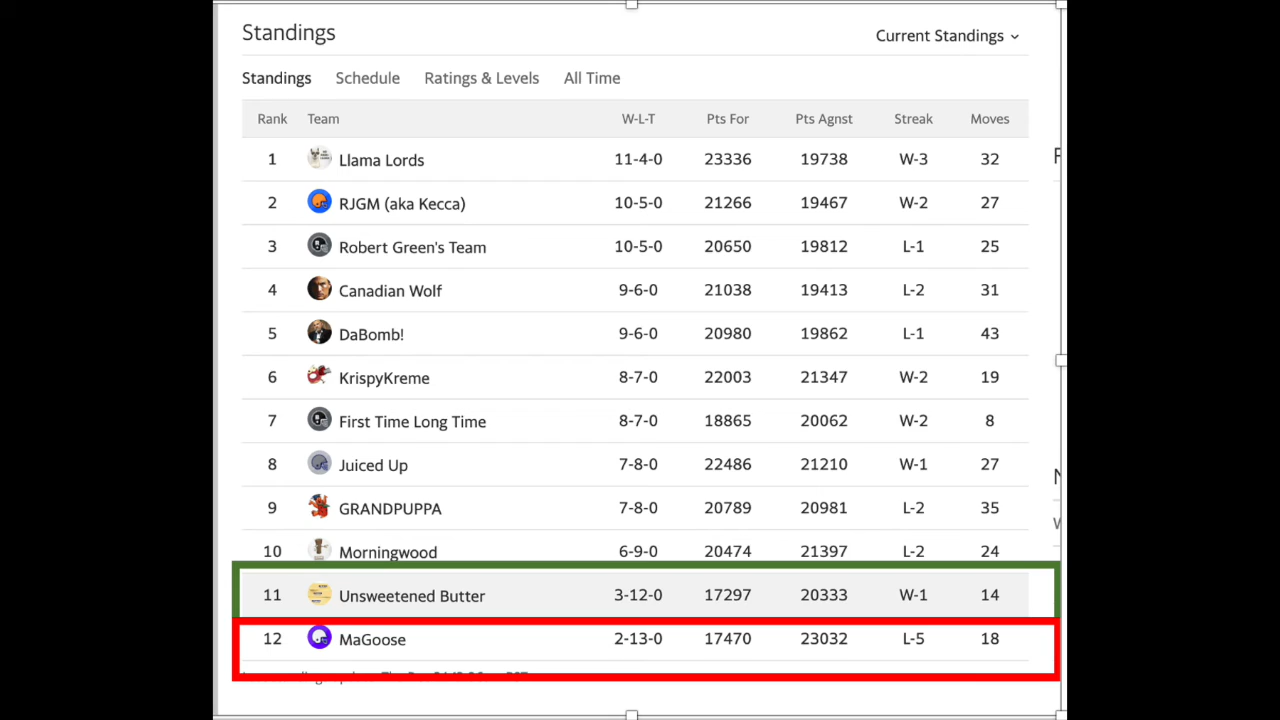 Standings
Current Standings
Standings Schedule Ratings & Levels All Time
Rank Team W-L-T Pts For Pts Agnst Streak Moves
1 Llama Lords 11-4-0 23336 19738 W-3 32
2 RJGM (aka Kecca) 10-5-0 21266 19467 W-2 27
3 Robert Green's Team 10-5-0 20650 19812 L-1 25
4 Canadian Wolf 9-6-0 21038 19413 L-2 31
5 DaBomb! 9-6-0 20980 19862 L-1 43
6 KrispyKreme 8-7-0 22003 21347 W-2 19
7 First Time Long Time 8-7-0 18865 20062 W-2 8
8 Juiced Up 7-8-0 22486 21210 W-1 27
9 GRANDPUPPA 7-8-0 20789 20981 L-2 35
10 Morningwood 6-9-0 20474 21397 L-2 24
11 Unsweetened Butter 3-12-0 17297 20333 W-1 14
12 MaGoose 2-13-0 17470 23032 L-5 18